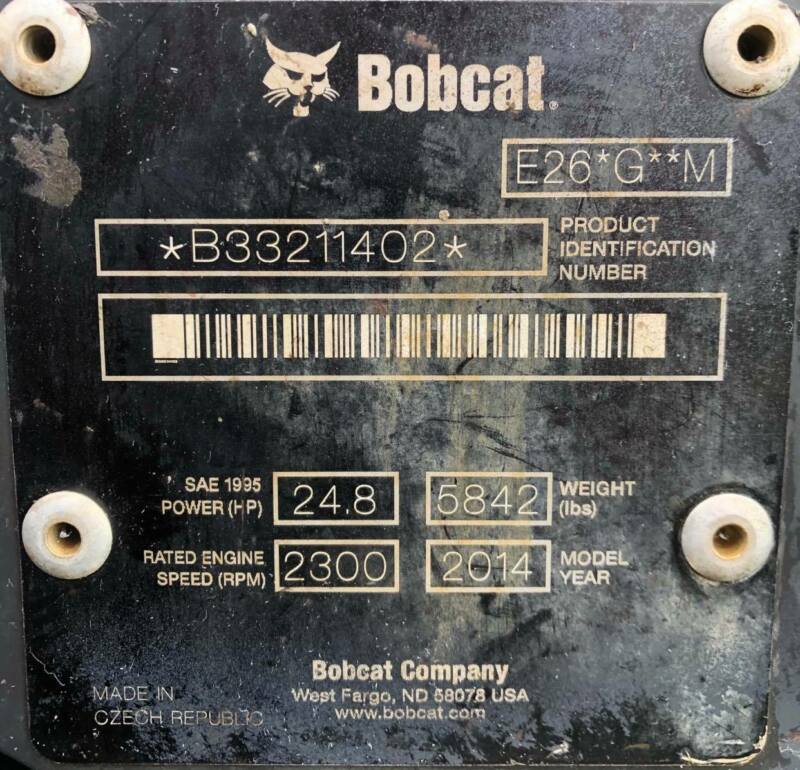 Bobcat®
E26*G**M
*B33211402*
PRODUCT
IDENTIFICATION
NUMBER
SAE 1995
POWER (HP)
24.8
5842
WEIGHT
(lbs)
RATED ENGINE
SPEED (RPM)
2300
2014
MODEL
YEAR
Bobcat Company
West Fargo, ND 58078 USA
www.bobcat.com
MADE IN
CZECH REPUBLIC